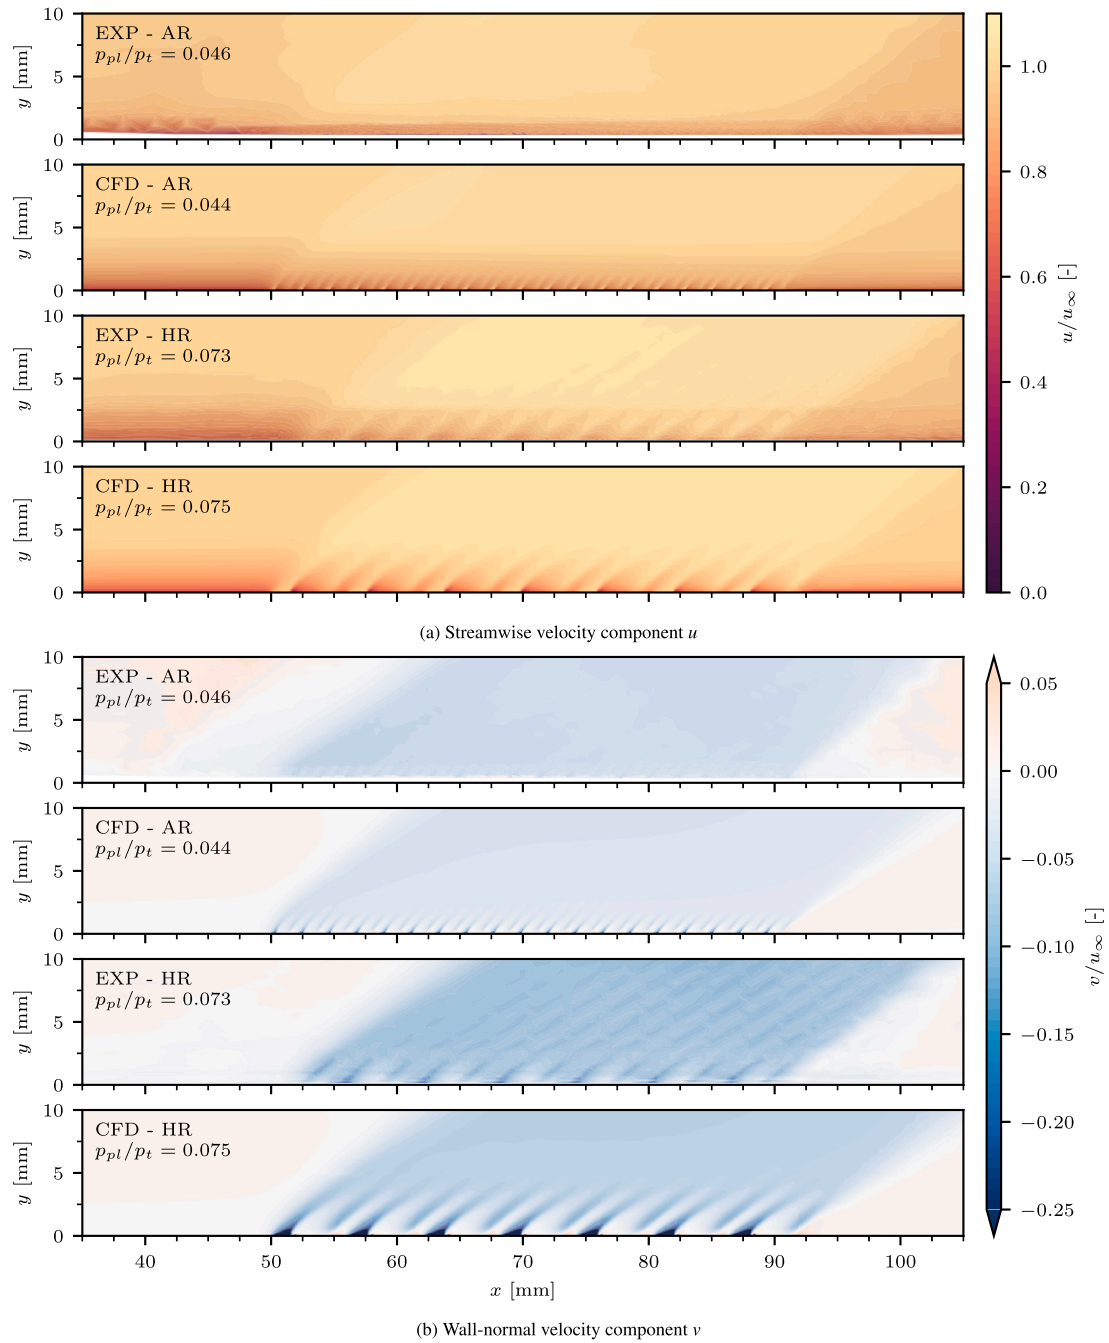 10
5
0
y [mm]
EXP - AR
p_pl/p_t = 0.046
10
5
0
y [mm]
CFD - AR
p_pl/p_t = 0.044
10
5
0
y [mm]
EXP - HR
p_pl/p_t = 0.073
10
5
0
y [mm]
CFD - HR
p_pl/p_t = 0.075
1.0
0.8
0.6
0.4
0.2
0.0
u/u∞ [-]
(a) Streamwise velocity component u
10
5
0
y [mm]
EXP - AR
p_pl/p_t = 0.046
10
5
0
y [mm]
CFD - AR
p_pl/p_t = 0.044
10
5
0
y [mm]
EXP - HR
p_pl/p_t = 0.073
10
5
0
y [mm]
CFD - HR
p_pl/p_t = 0.075
0.05
0.00
−0.05
−0.10
−0.15
−0.20
−0.25
v/u∞ [-]
40 50 60 70 80 90 100
x [mm]
(b) Wall-normal velocity component v